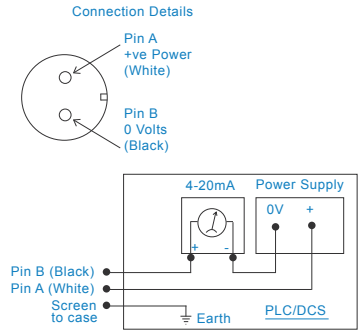 Connection Details
Pin A
+ve Power
(White)
Pin B
0 Volts
(Black)
4-20mA
Power Supply
0V
+
+
-
Pin B (Black)
Pin A (White)
Screen
to case
Earth
PLC/DCS